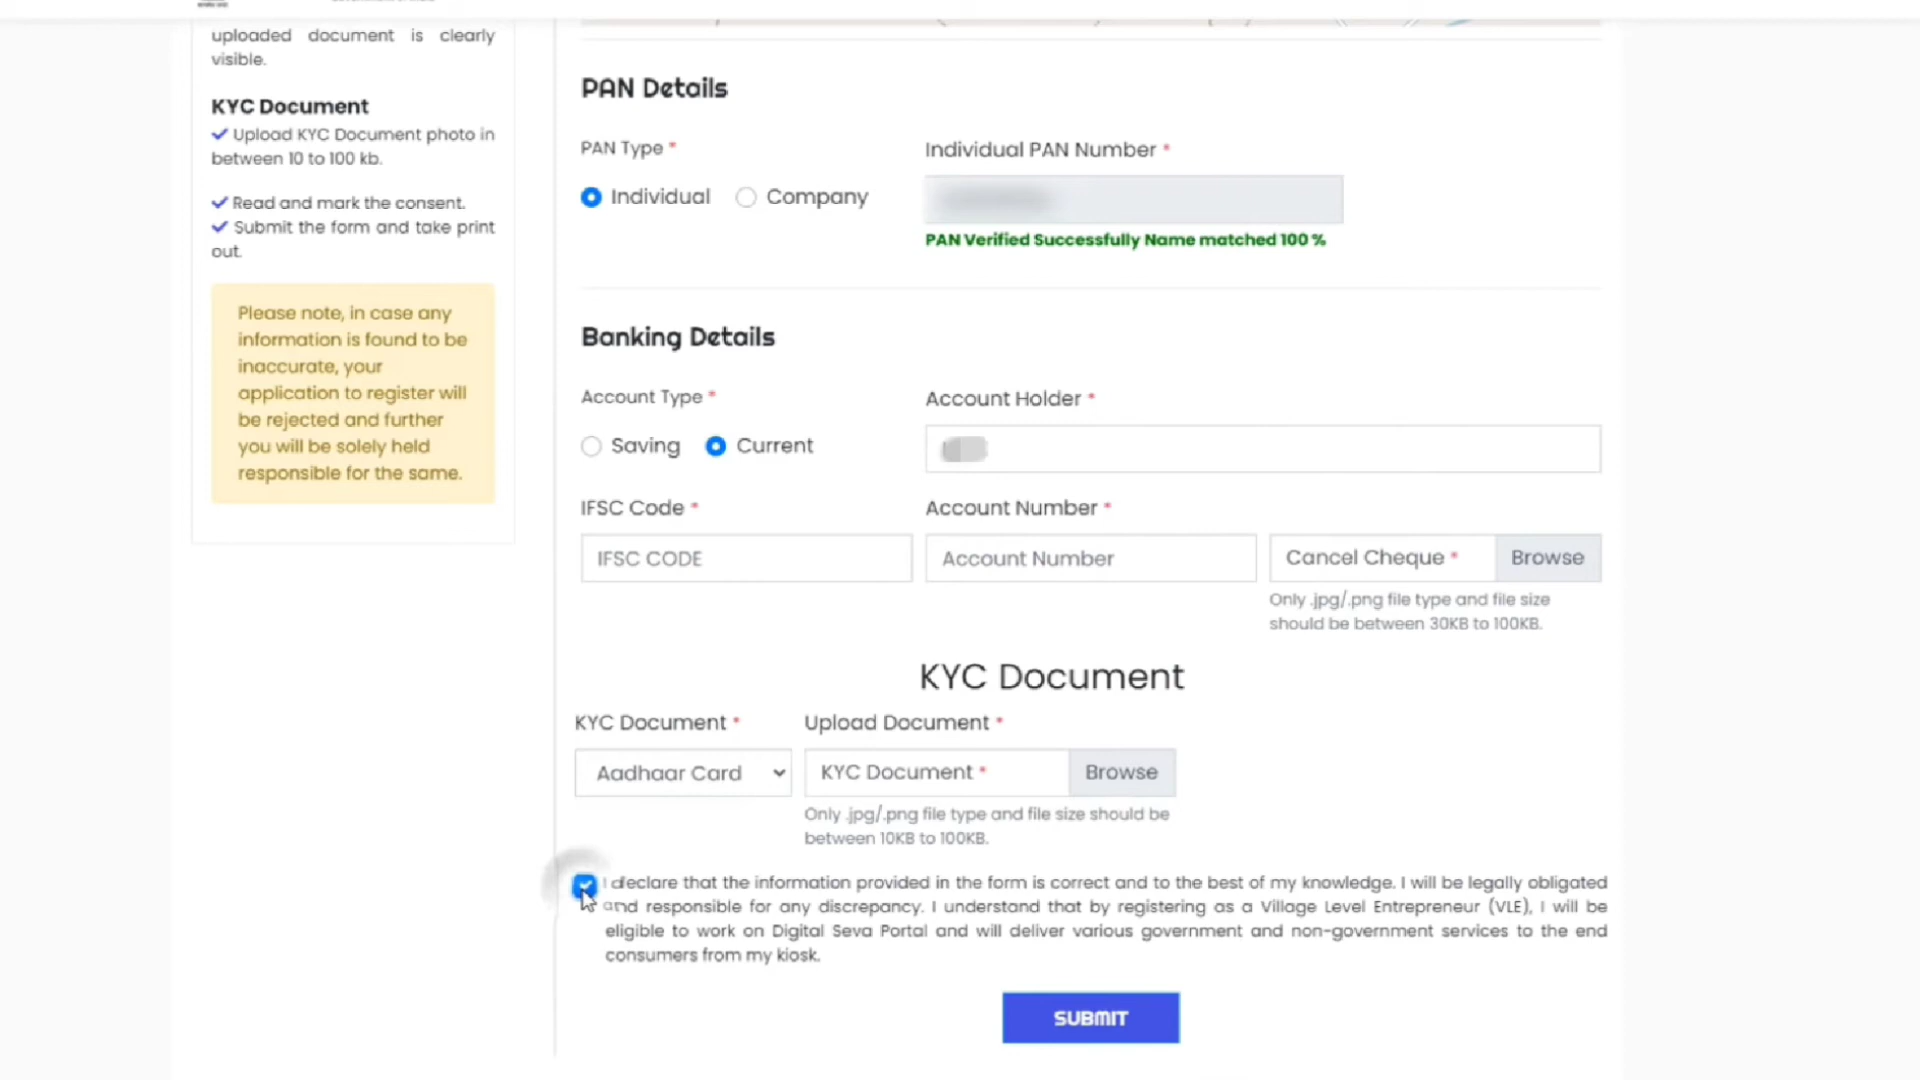 uploaded document is clearly
visible.
KYC Document
Upload KYC Document photo in
between 10 to 100 kb.
Read and mark the consent.
Submit the form and take print
out.
Please note, in case any
information is found to be
inaccurate, your
application to register will
be rejected and further
you will be solely held
responsible for the same.
PAN Details
PAN Type *
Individual PAN Number *
Individual
Company
PAN Verified Successfully Name matched 100 %
Banking Details
Account Type *
Account Holder *
Saving
Current
IFSC Code *
Account Number *
IFSC CODE
Account Number
Cancel Cheque *
Browse
Only .jpg/.png file type and file size
should be between 30KB to 100KB.
KYC Document
KYC Document *
Upload Document *
Aadhaar Card
KYC Document *
Browse
Only .jpg/.png file type and file size should be
between 10KB to 100KB.
I declare that the information provided in the form is correct and to the best of my knowledge. I will be legally obligated
and responsible for any discrepancy. I understand that by registering as a Village Level Entrepreneur (VLE), I will be
eligible to work on Digital Seva Portal and will deliver various government and non-government services to the end
consumers from my kiosk.
SUBMIT